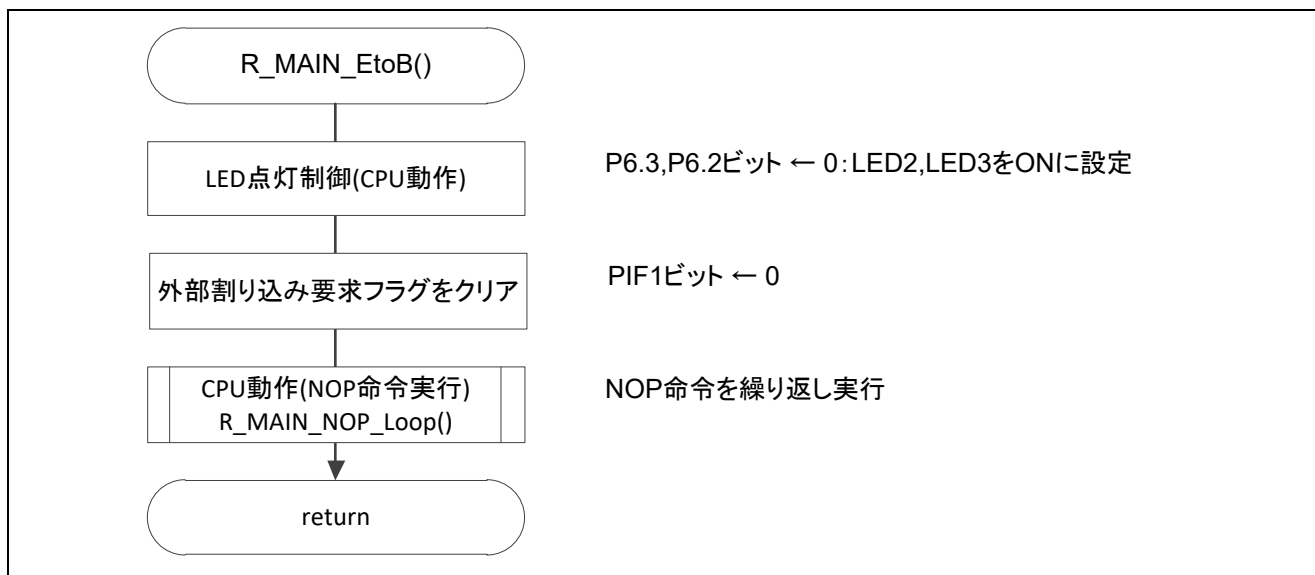 R_MAIN_EtoB()
LED点灯制御(CPU動作)
P6.3,P6.2ビット ← 0:LED2,LED3をONに設定
外部割り込み要求フラグをクリア
PIF1ビット ← 0
CPU動作(NOP命令実行)
R_MAIN_NOP_Loop()
NOP命令を繰り返し実行
return